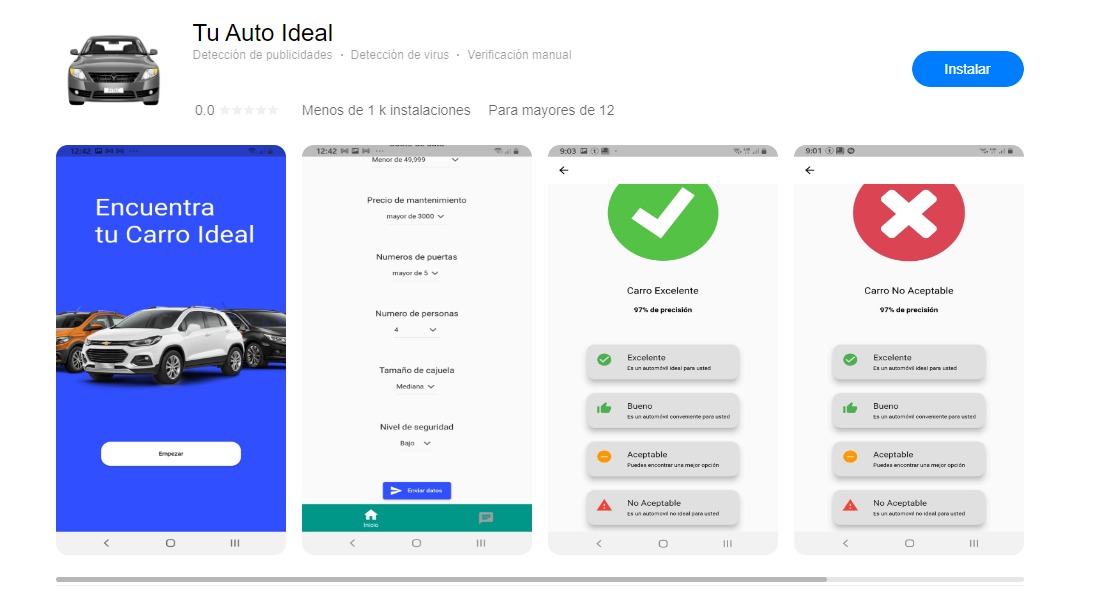 Tu Auto Ideal
Detección de publicidades · Detección de virus · Verificación manual
Instalar
0.0
Menos de 1 k instalaciones
Para mayores de 12
12:42
Encuentra
tu Carro Ideal
Empezar
12:42
Menor de 49,999
Precio de mantenimiento
mayor de 3000
Numeros de puertas
mayor de 5
Numero de personas
4
Tamaño de cajuela
Mediana
Nivel de seguridad
Bajo
Enviar datos
Inicio
9:03
Carro Excelente
97% de precisión
Excelente
Es un automóvil ideal para usted
Bueno
Es un automóvil conveniente para usted
Aceptable
Puedes encontrar una mejor opción
No Aceptable
Es un automovil no ideal para usted
9:01
Carro No Aceptable
97% de precisión
Excelente
Es un automóvil ideal para usted
Bueno
Es un automóvil conveniente para usted
Aceptable
Puedes encontrar una mejor opción
No Aceptable
Es un automovil no ideal para usted